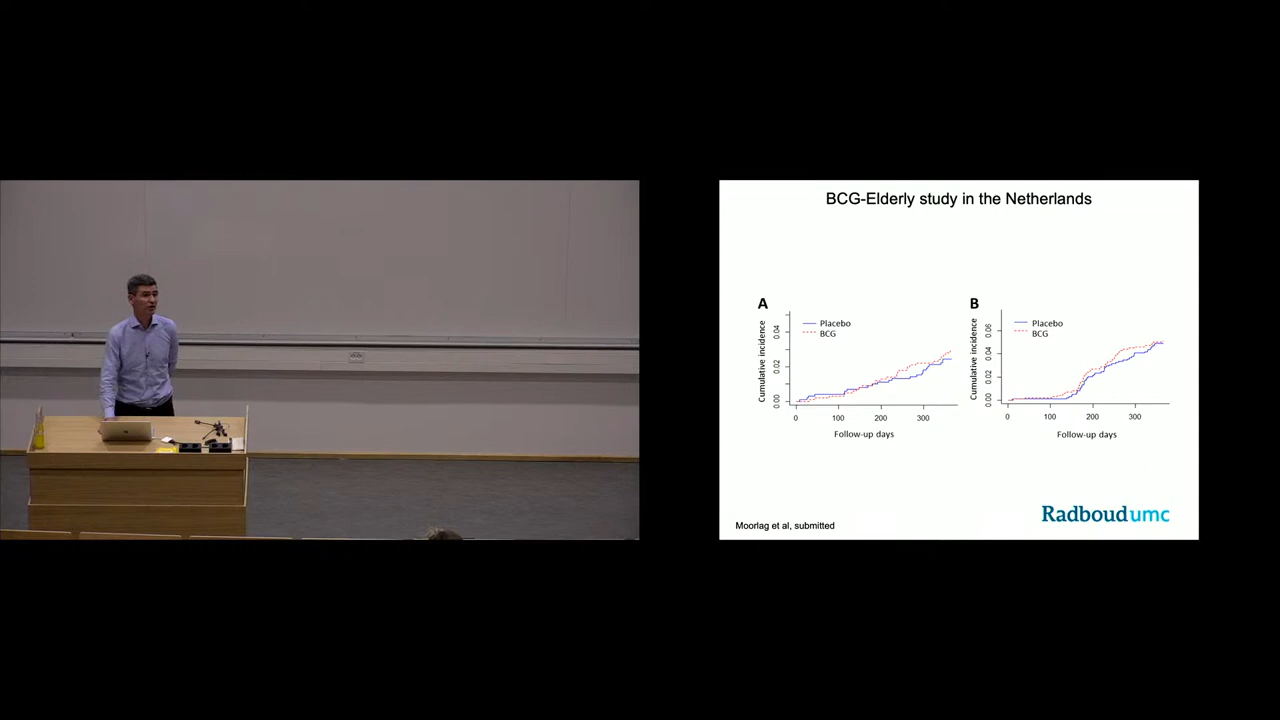 BCG-Elderly study in the Netherlands
A
Placebo
BCG
Cumulative incidence
0.00
0.02
0.04
0
100
200
300
Follow-up days
B
Placebo
BCG
Cumulative incidence
0.00
0.02
0.04
0.06
0
100
200
300
Follow-up days
Moorlag et al, submitted
Radboudumc